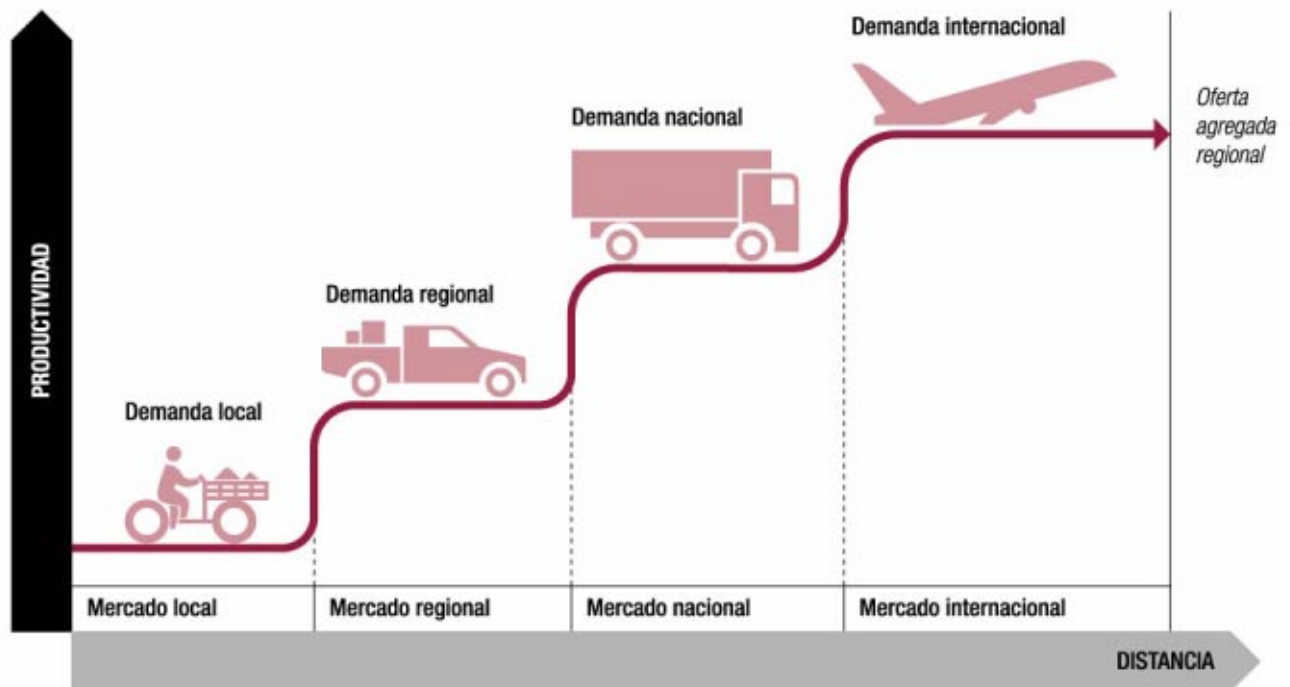 Demanda internacional
Oferta
agregada
regional
Demanda nacional
Demanda regional
Demanda local
PRODUCTIVIDAD
Mercado local
Mercado regional
Mercado nacional
Mercado internacional
DISTANCIA